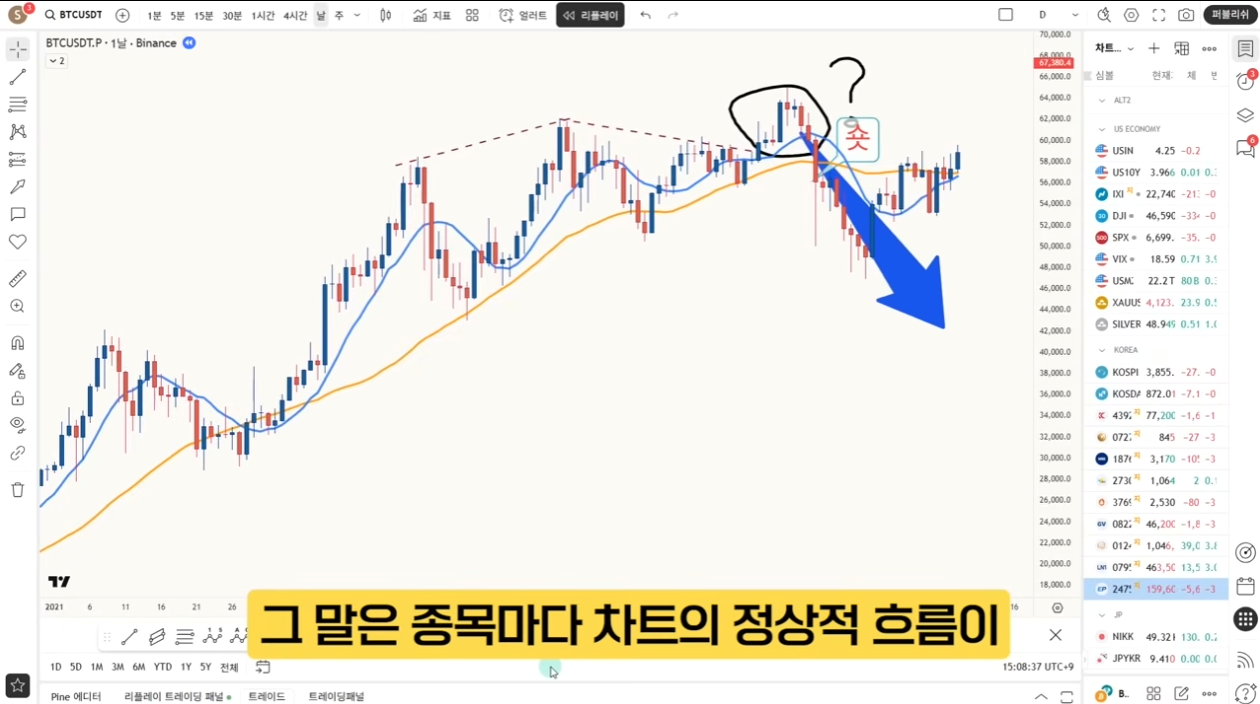 S 3 BTCUSDT 1분 5분 15분 30분 1시간 4시간 날 주 지표 얼러트 리플레이 D 퍼블리쉬
BTCUSDT.P · 1날 · Binance
2
70,000.0
68,000.0
67,380.4
66,000.0
64,000.0
62,000.0
60,000.0
58,000.0
56,000.0
54,000.0
52,000.0
50,000.0
48,000.0
46,000.0
44,000.0
42,000.0
40,000.0
38,000.0
36,000.0
34,000.0
32,000.0
30,000.0
28,000.0
26,000.0
24,000.0
22,000.0
20,000.0
18,000.0
?
숏
차트...
심볼 현재: 체 변
ALT2
US ECONOMY
USIN 4.25 -0.2
US10Y 3.966 0.01
IXI 22,740 -213 -0
DJI 46,590 -334 -0
SPX 6,699. -35. -0
VIX 18.59 0.71 3.9
USM2 22.2 T 80 B
XAUUS 4,123. 23.9 0.5
SILVER 48.949 0.51 1.0
KOREA
KOSPI 3,855. -27. -0
KOSDA 872.01 -7.1 -0
4392 77,200 -1,6 -1
0727 845 -27 -3
1876 3,170 -105 -3
2730 1,064 2 0.1
3769 2,530 -80 -3
0822 46,200 -1,8 -3
0124 1,046, 39,0 3.8
0795 463,50 13,5 3.0
2475 159,60 -5,6 -3
JP
NIKK 49.32K 130. 0.2
JPYKR 9.410 0.00 0.0
3
6
2021 6 11 16 21 26 16
그 말은 종목마다 차트의 정상적 흐름이
1D 5D 1M 3M 6M YTD 1Y 5Y 전체 15:08:37 UTC+9
Pine 에디터 리플레이 트레이딩 패널 트레이드 트레이딩패널 B..